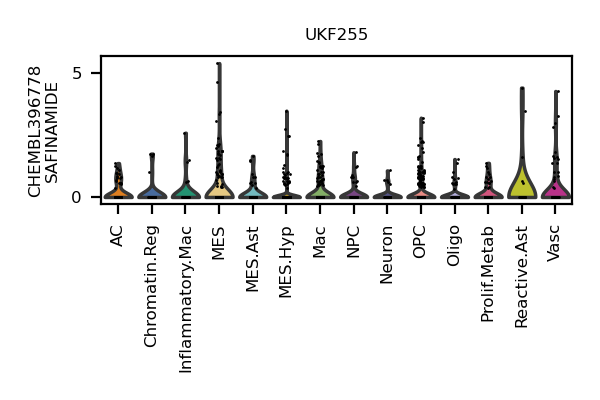 UKF255
CHEMBL396778
SAFINAMIDE
5
0
AC
Chromatin.Reg
Inflammatory.Mac
MES
MES.Ast
MES.Hyp
Mac
NPC
Neuron
OPC
Oligo
Prolif.Metab
Reactive.Ast
Vasc